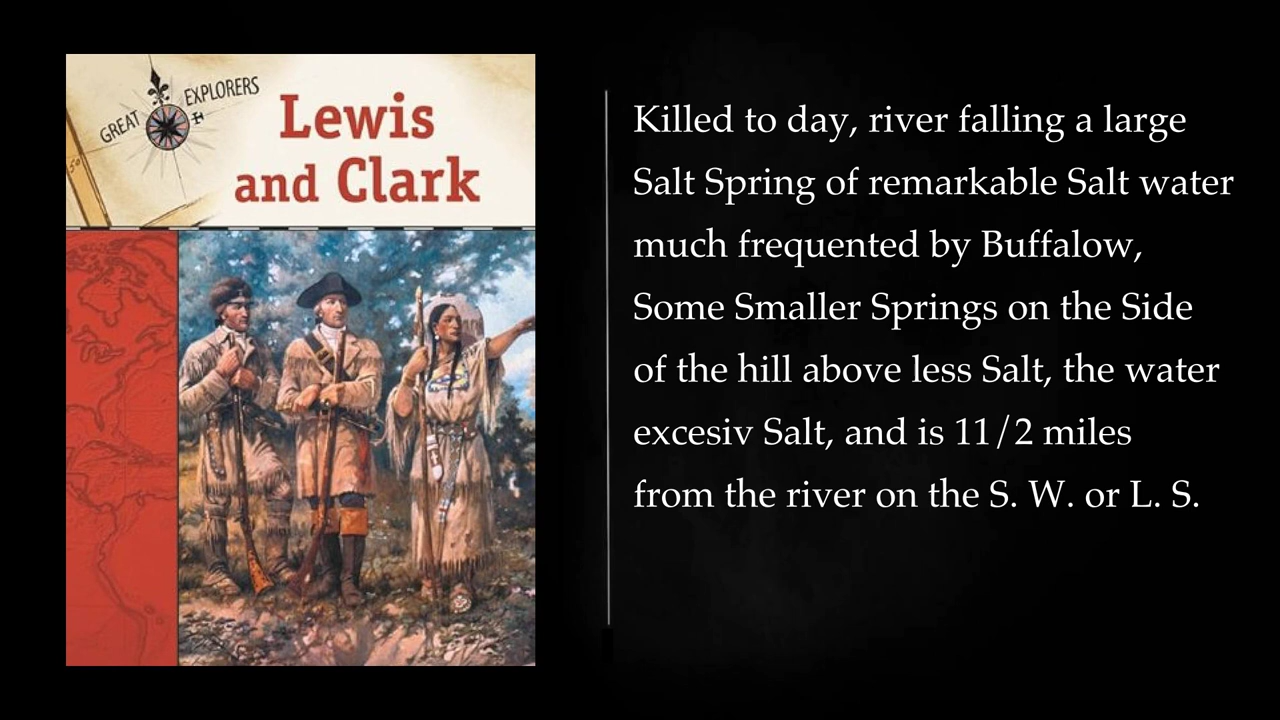 GREAT EXPLORERS
Lewis
and Clark
50
Killed to day, river falling a large
Salt Spring of remarkable Salt water
much frequented by Buffalow,
Some Smaller Springs on the Side
of the hill above less Salt, the water
excesiv Salt, and is 11/2 miles
from the river on the S. W. or L. S.